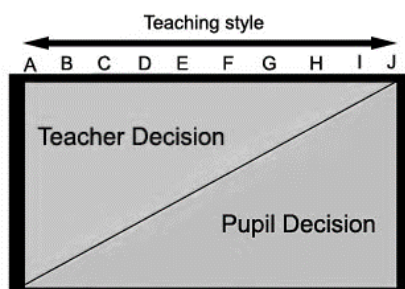 Teaching style
A B C D E F G H I J
Teacher Decision
Pupil Decision